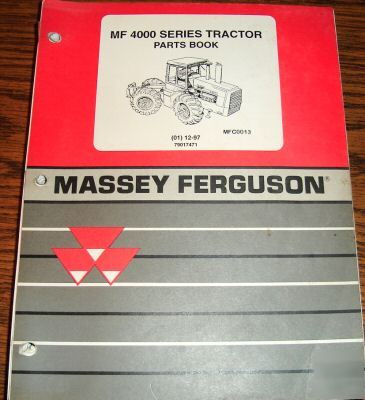 MF 4000 SERIES TRACTOR
PARTS BOOK
MFC0013
(01) 12-97
79017471
MASSEY FERGUSON®